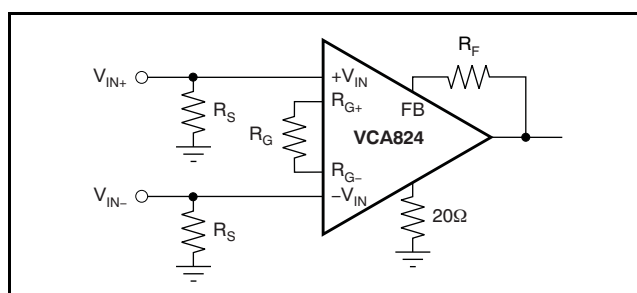 R_F
V_IN+
+V_IN
FB
R_S
R_G+
R_G
VCA824
R_G−
V_IN−
−V_IN
20Ω
R_S